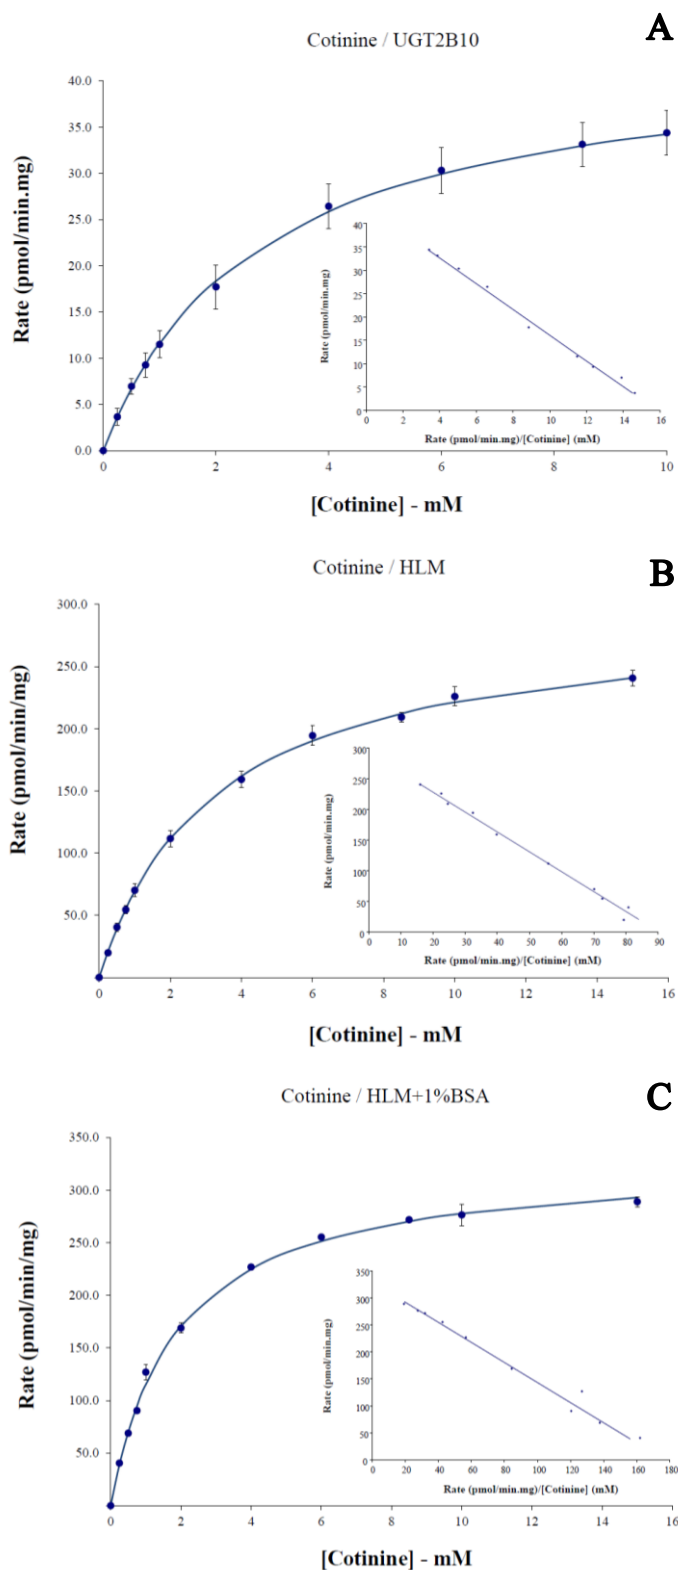 A
Cotinine / UGT2B10
40.0
35.0
30.0
25.0
20.0
15.0
10.0
5.0
0.0
0 2 4 6 8 10
Rate (pmol/min.mg)
[Cotinine] - mM
40
35
30
25
20
15
10
5
0
0 2 4 6 8 10 12 14 16
Rate (pmol/min.mg)
Rate (pmol/min.mg)/[Cotinine] (mM)
B
Cotinine / HLM
300.0
250.0
200.0
150.0
100.0
50.0
0 2 4 6 8 10 12 14 16
Rate (pmol/min/mg)
[Cotinine] - mM
300
250
200
150
100
50
0
0 10 20 30 40 50 60 70 80 90
Rate (pmol/min.mg)
Rate (pmol/min.mg)/[Cotinine] (mM)
C
Cotinine / HLM+1%BSA
350.0
300.0
250.0
200.0
150.0
100.0
50.0
0 2 4 6 8 10 12 14 16
Rate (pmol/min/mg)
[Cotinine] - mM
350
300
250
200
150
100
50
0
0 20 40 60 80 100 120 140 160 180
Rate (pmol/min.mg)
Rate (pmol/min.mg)/[Cotinine] (mM)